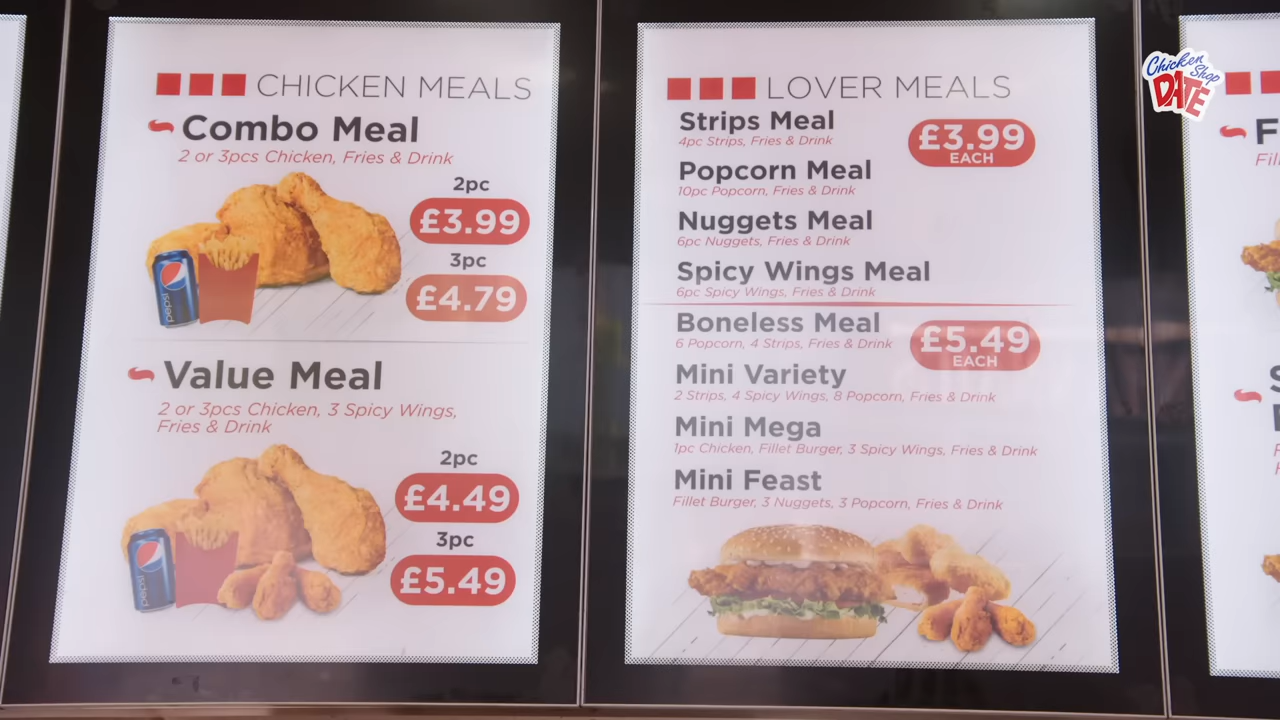 CHICKEN MEALS
Combo Meal
2 or 3pcs Chicken, Fries & Drink
2pc
£3.99
3pc
£4.79
pepsi
Value Meal
2 or 3pcs Chicken, 3 Spicy Wings,
Fries & Drink
2pc
£4.49
3pc
£5.49
pepsi
LOVER MEALS
Strips Meal
4pc Strips, Fries & Drink
£3.99
EACH
Popcorn Meal
10pc Popcorn, Fries & Drink
Nuggets Meal
6pc Nuggets, Fries & Drink
Spicy Wings Meal
6pc Spicy Wings, Fries & Drink
Boneless Meal
6 Popcorn, 4 Strips, Fries & Drink
£5.49
EACH
Mini Variety
2 Strips, 4 Spicy Wings, 8 Popcorn, Fries & Drink
Mini Mega
1pc Chicken, Fillet Burger, 3 Spicy Wings, Fries & Drink
Mini Feast
Fillet Burger, 3 Nuggets, 3 Popcorn, Fries & Drink
Chicken
Shop
DATE